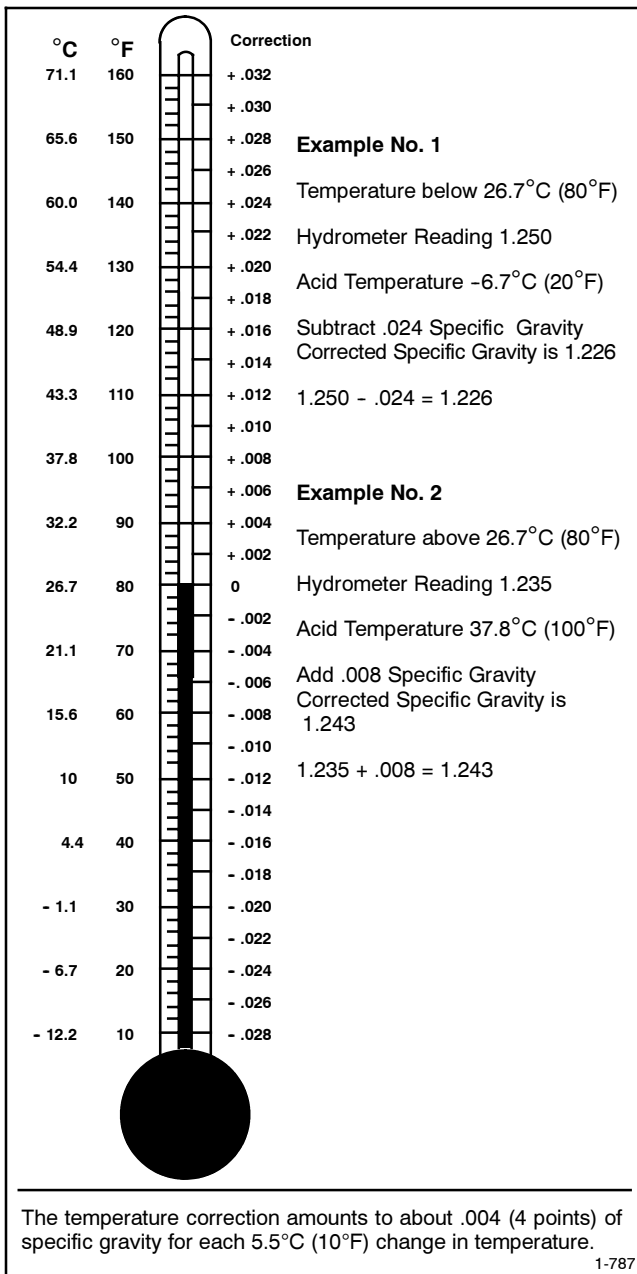 °C °F Correction
71.1 160 + .032
+ .030
65.6 150 + .028
+ .026
60.0 140 + .024
+ .022
54.4 130 + .020
+ .018
48.9 120 + .016
+ .014
43.3 110 + .012
+ .010
37.8 100 + .008
+ .006
32.2 90 + .004
+ .002
26.7 80 0
- .002
21.1 70 - .004
-. 006
15.6 60 - .008
- .010
10 50 - .012
- .014
4.4 40 - .016
- .018
- 1.1 30 - .020
- .022
- 6.7 20 - .024
- .026
- 12.2 10 - .028
Example No. 1
Temperature below 26.7°C (80°F)
Hydrometer Reading 1.250
Acid Temperature -6.7°C (20°F)
Subtract .024 Specific Gravity
Corrected Specific Gravity is 1.226
1.250 - .024 = 1.226
Example No. 2
Temperature above 26.7°C (80°F)
Hydrometer Reading 1.235
Acid Temperature 37.8°C (100°F)
Add .008 Specific Gravity
Corrected Specific Gravity is
1.243
1.235 + .008 = 1.243
The temperature correction amounts to about .004 (4 points) of
specific gravity for each 5.5°C (10°F) change in temperature.
1-787